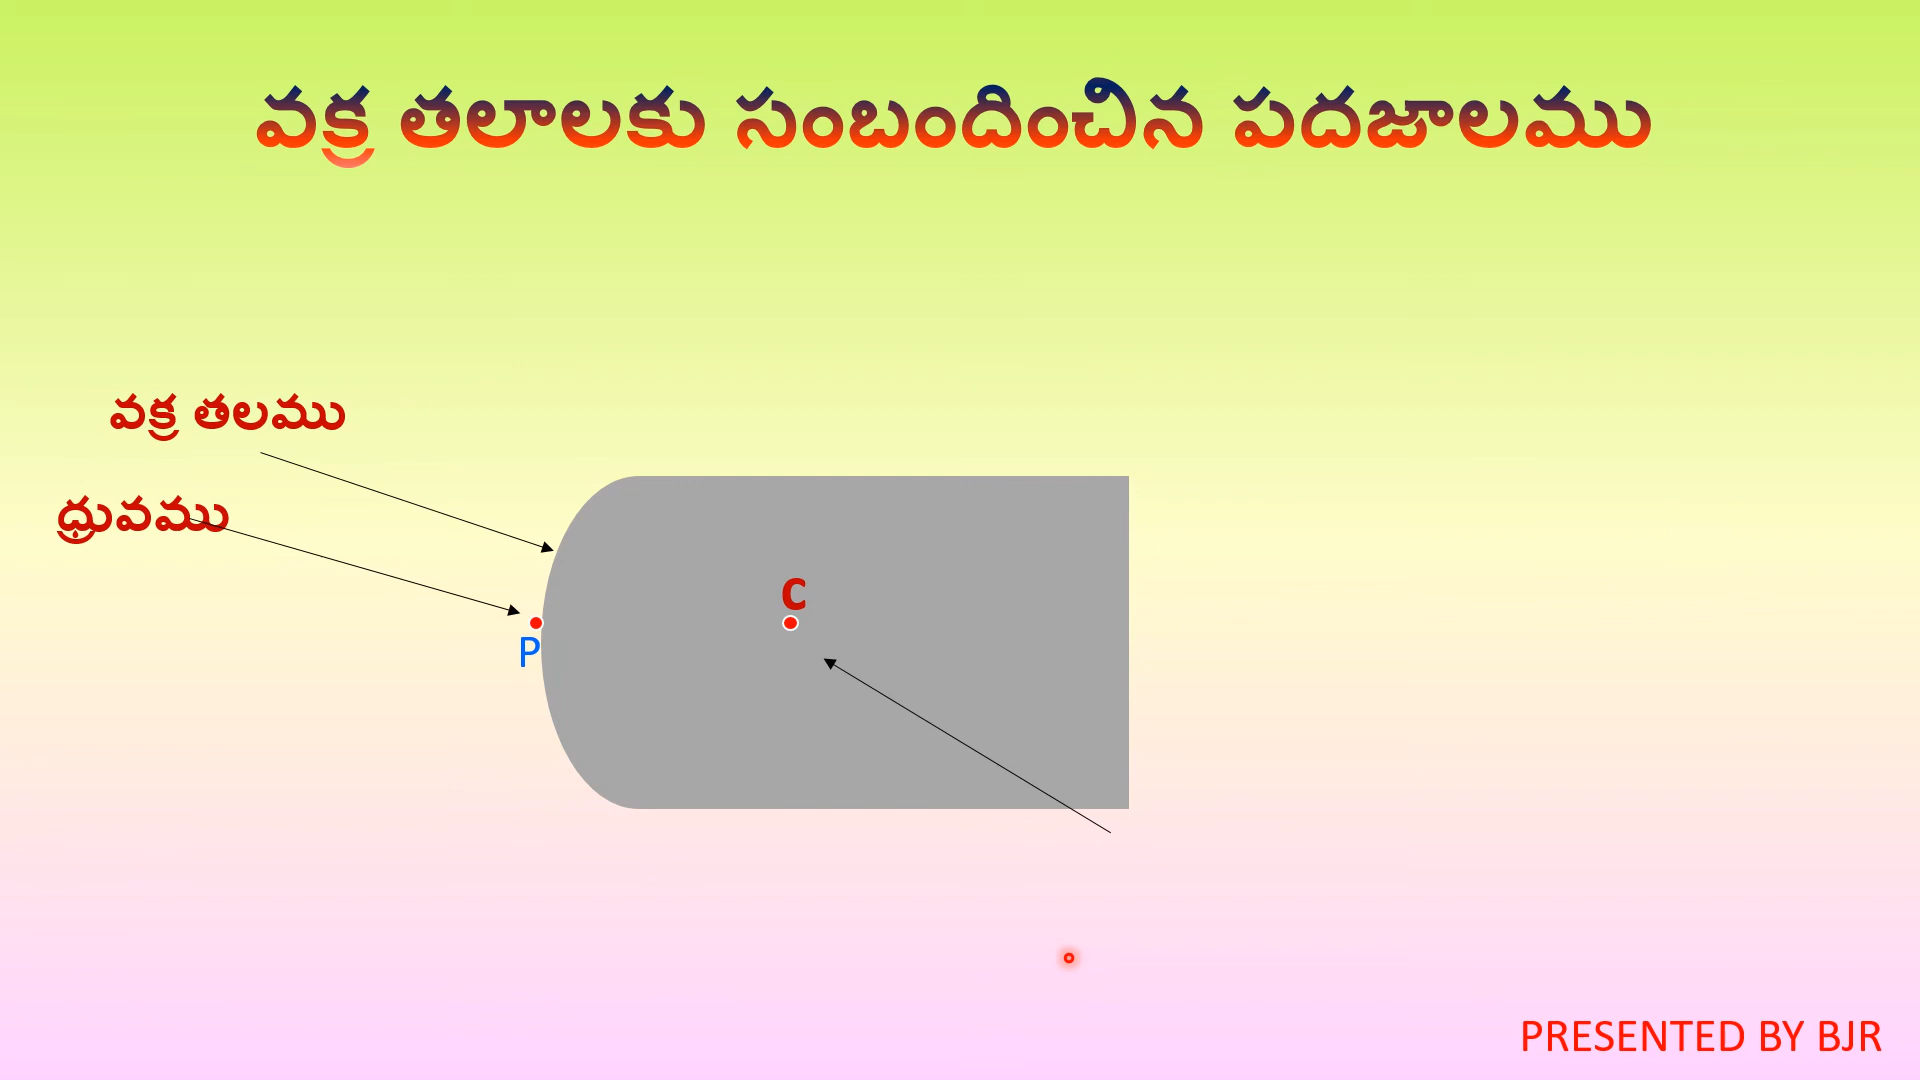 వక్ర తలాలకు సంబందించిన పదజాలము
వక్ర తలము
ధ్రువము
C
P
PRESENTED BY BJR